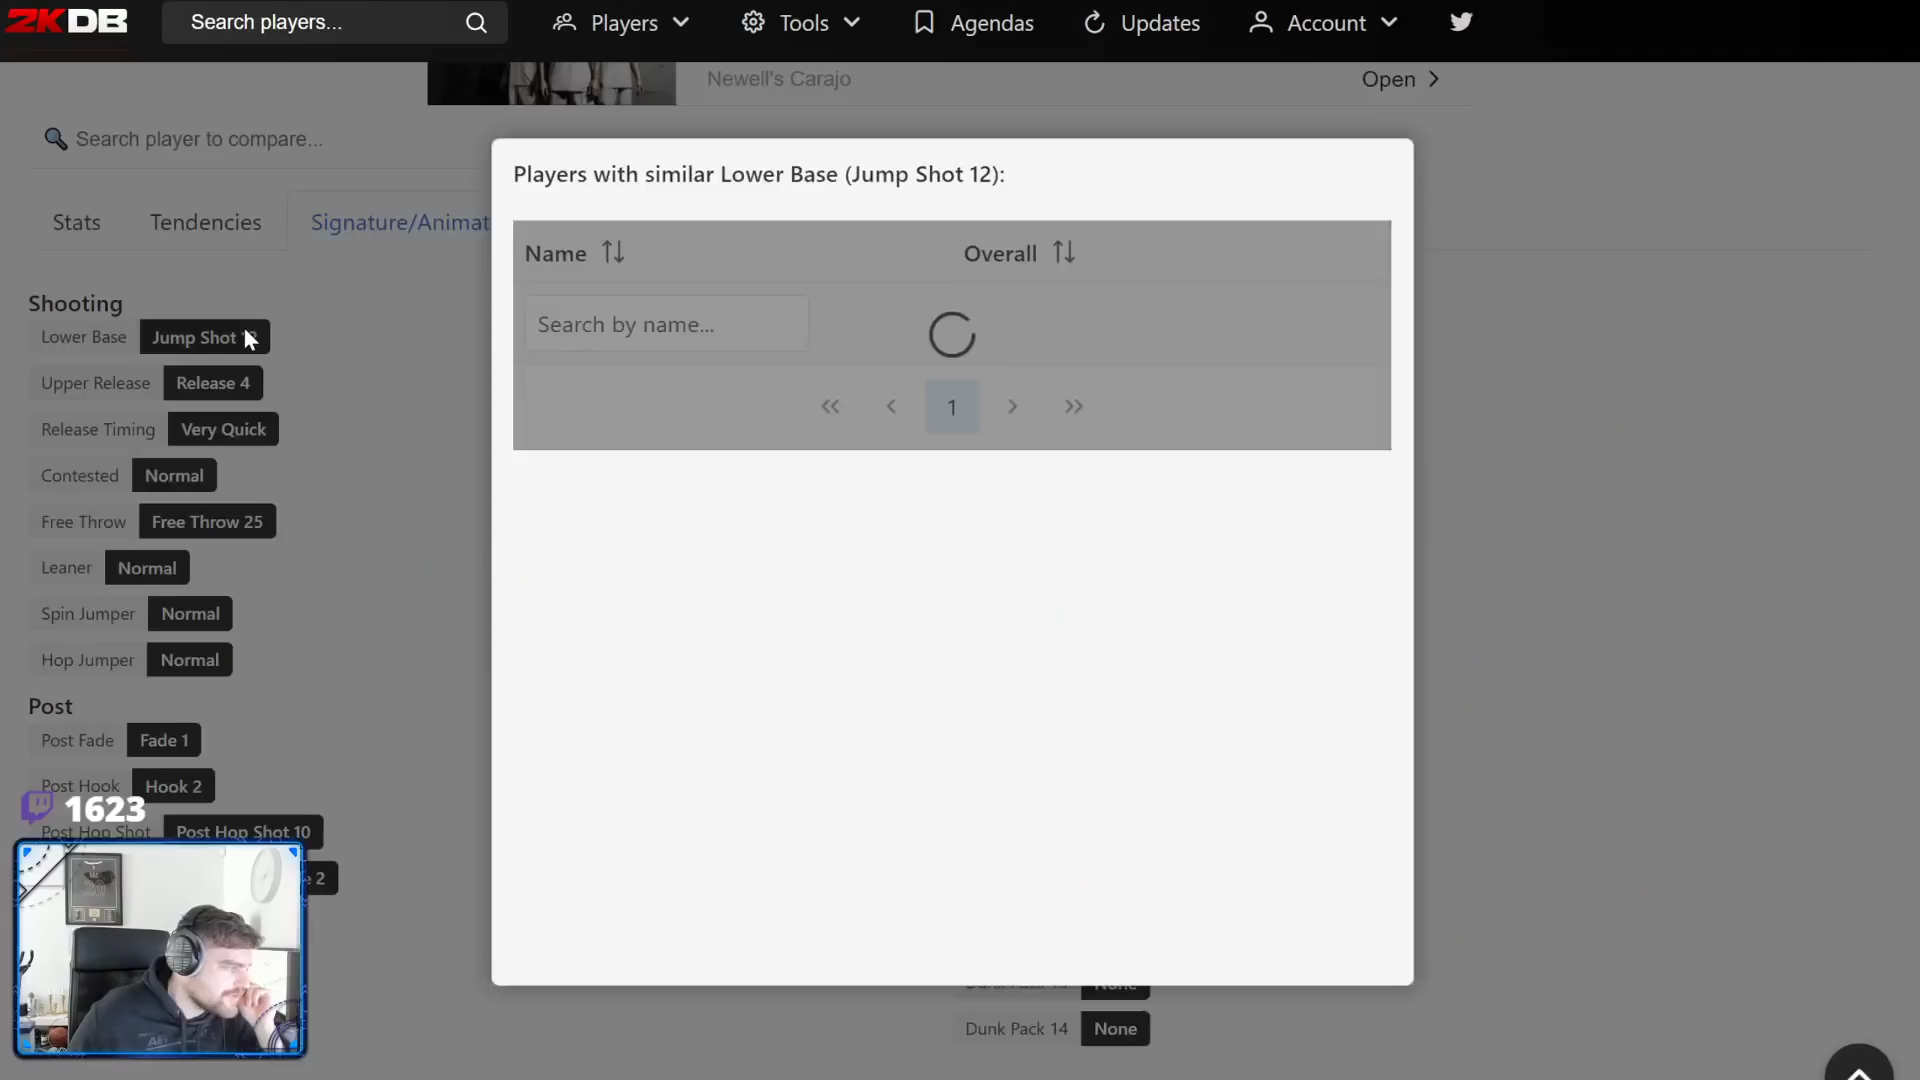 2KDB
Search players...
Players
Tools
Agendas
Updates
Account
Newell's Carajo
Open
Search player to compare...
Players with similar Lower Base (Jump Shot 12):
Stats
Tendencies
Signature/Animat
Name
Overall
Search by name...
1
Shooting
Lower Base Jump Shot
Upper Release Release 4
Release Timing Very Quick
Contested Normal
Free Throw Free Throw 25
Leaner Normal
Spin Jumper Normal
Hop Jumper Normal
Post
Post Fade Fade 1
Post Hook Hook 2
1623
Post Hop Shot Post Hop Shot 10
2
None
Dunk Pack 14 None